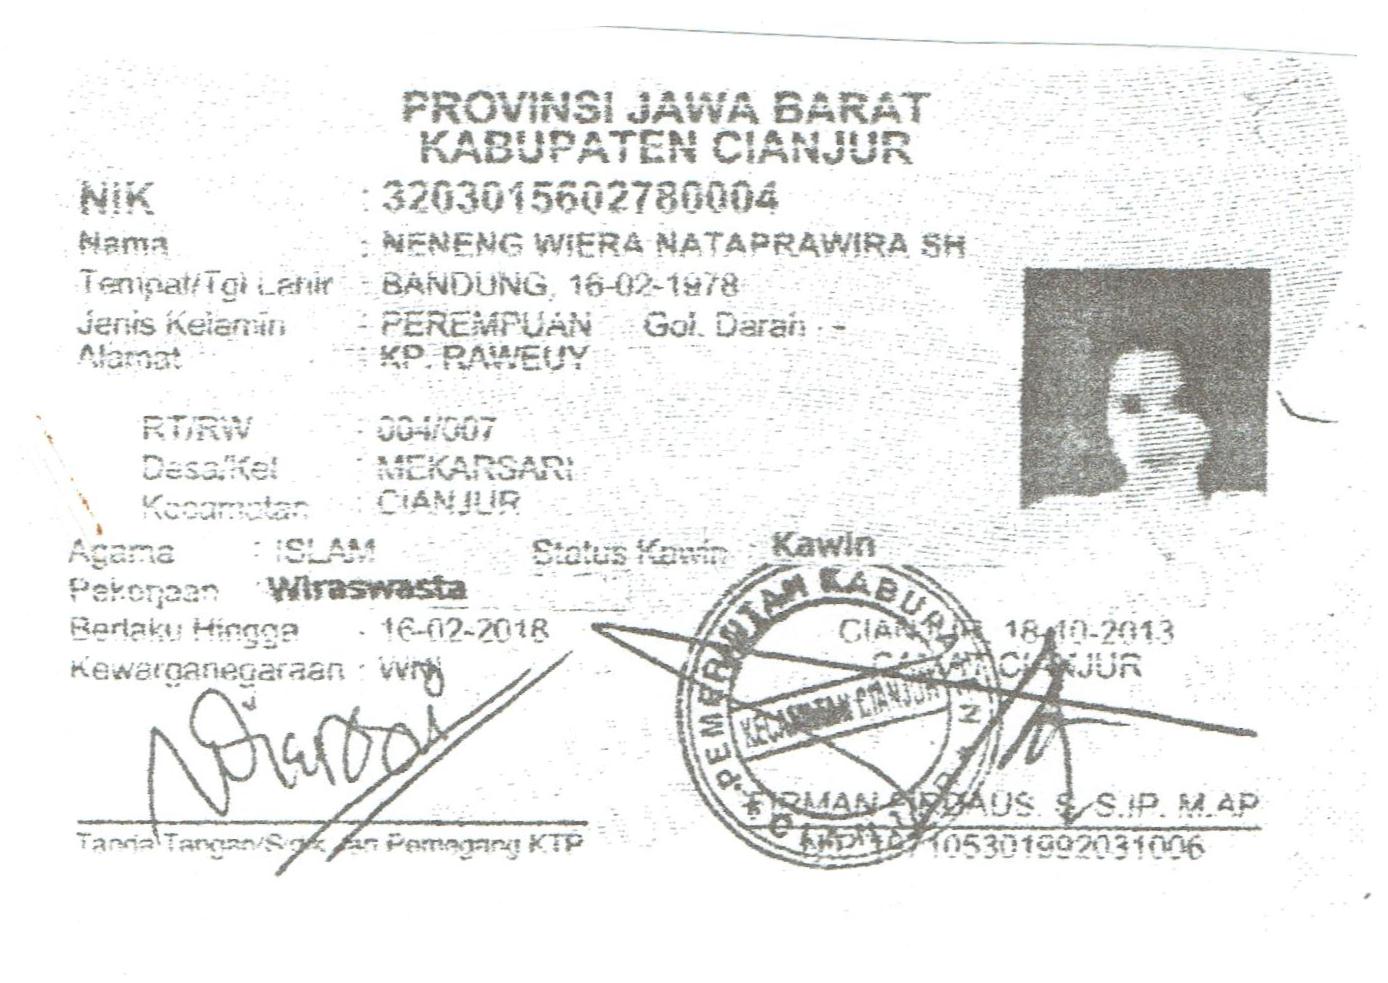 PROVINSI JAWA BARAT
KABUPATEN CIANJUR
NIK : 3203015602780004
Nama : NENENG WIERA NATAPRAWIRA SH
Tempat/Tgl Lahir : BANDUNG, 16-02-1978
Jenis Kelamin : PEREMPUAN Gol. Darah : -
Alamat : KP. RAWEUY
RT/RW : 004/007
Desa/Kel : MEKARSARI
Kecamatan : CIANJUR
Agama : ISLAM Status Kawin : Kawin
Pekerjaan : Wiraswasta
Berlaku Hingga : 16-02-2018
Kewarganegaraan : WNI
CIANJUR, 18-10-2013
CAMAT CIANJUR
PEMERINTAH KABUPATEN
KECAMATAN CIANJUR
CIANJUR
FIRMAN FIRDAUS. S. S.IP. M.AP
Tanda Tangan/ Jari Pemegang KTP